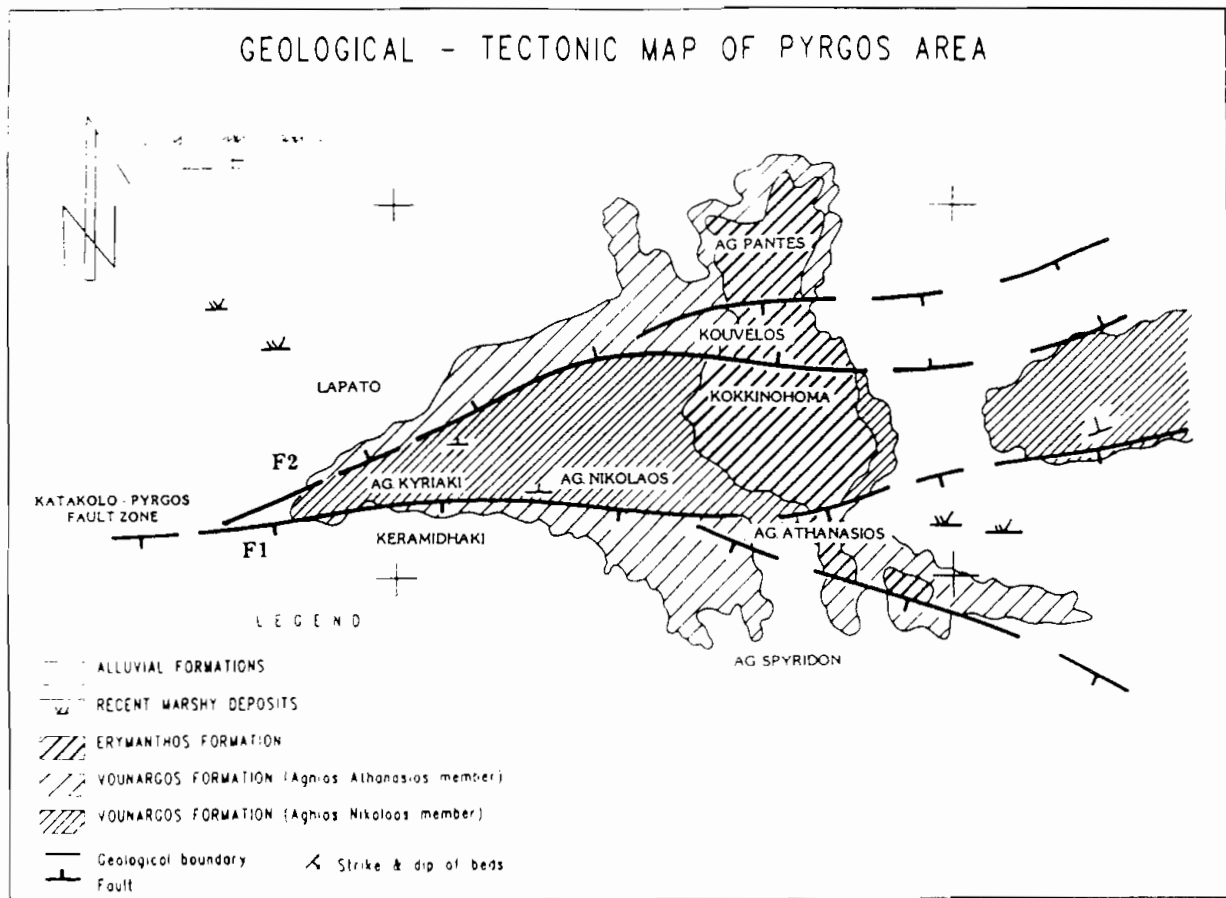 GEOLOGICAL - TECTONIC MAP OF PYRGOS AREA
N
AG PANTES
KOUVELOS
LAPATO
KOKKINOHOMA
F2
AG. KYRIAKI
AG. NIKOLAOS
KATAKOLO - PYRGOS
FAULT ZONE
F1
KERAMIDHAKI
AG. ATHANASIOS
AG SPYRIDON
LEGEND
ALLUVIAL FORMATIONS
RECENT MARSHY DEPOSITS
ERYMANTHOS FORMATION
VOUNARGOS FORMATION (Aghios Athanasios member)
VOUNARGOS FORMATION (Aghios Nikolaos member)
Geological boundary
Strike & dip of beds
Fault